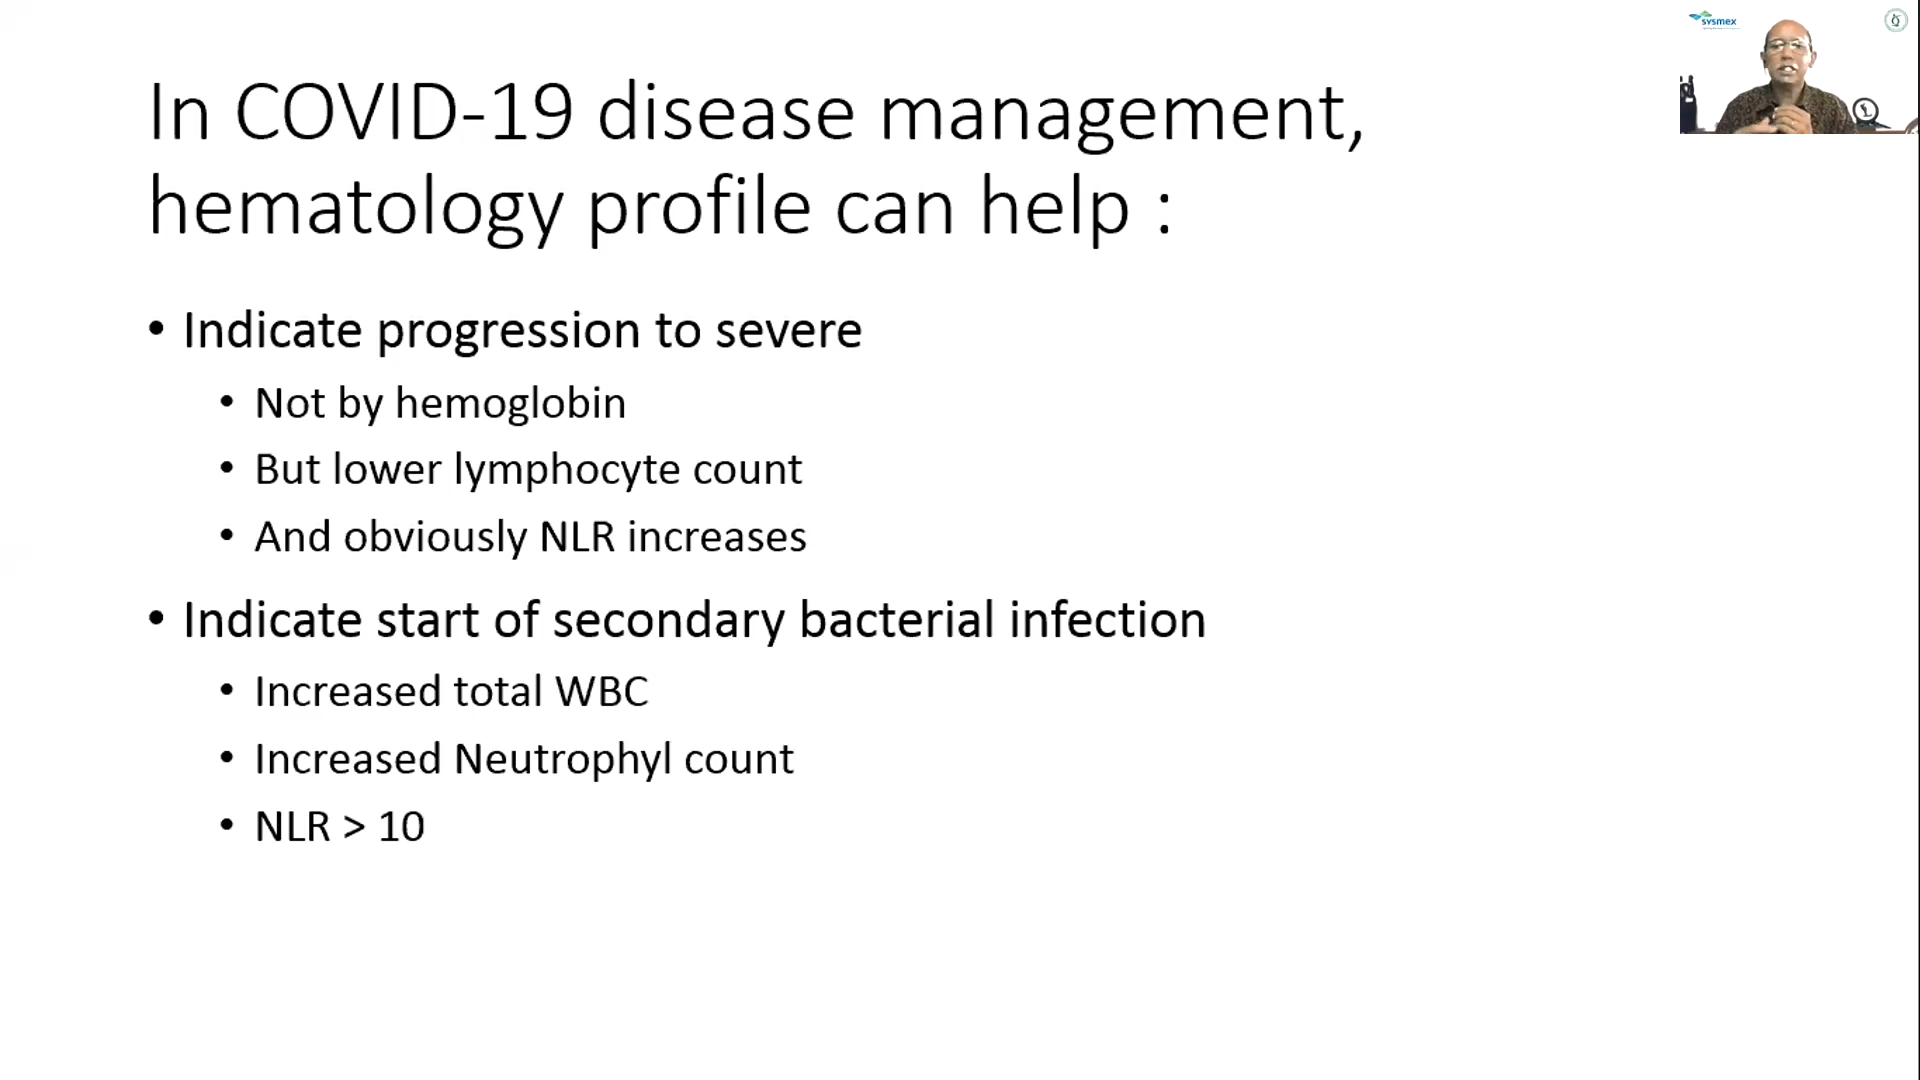 sysmex
In COVID-19 disease management,
hematology profile can help :
• Indicate progression to severe
• Not by hemoglobin
• But lower lymphocyte count
• And obviously NLR increases
• Indicate start of secondary bacterial infection
• Increased total WBC
• Increased Neutrophyl count
• NLR > 10